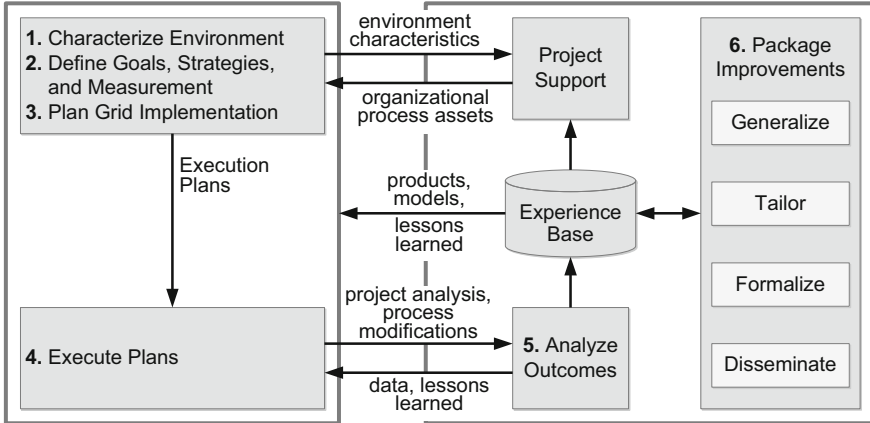 1. Characterize Environment
2. Define Goals, Strategies,
and Measurement
3. Plan Grid Implementation
environment
characteristics
organizational
process assets
Project
Support
6. Package
Improvements
Generalize
Tailor
Formalize
Disseminate
Execution
Plans
products,
models,
lessons
learned
Experience
Base
4. Execute Plans
project analysis,
process
modifications
data, lessons
learned
5. Analyze
Outcomes